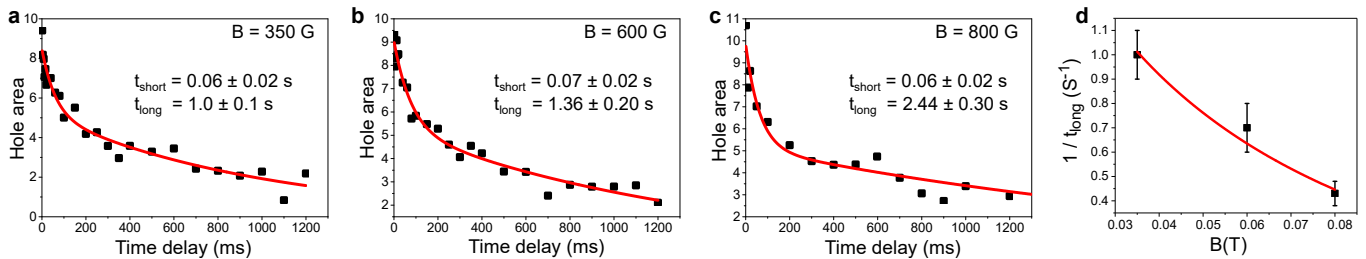 a
B = 350 G
t_short = 0.06 ± 0.02 s
t_long = 1.0 ± 0.1 s
Hole area
10
8
6
4
2
0
0 200 400 600 800 1000 1200
Time delay (ms)
b
B = 600 G
t_short = 0.07 ± 0.02 s
t_long = 1.36 ± 0.20 s
Hole area
10
9
8
7
6
5
4
3
2
0 200 400 600 800 1000 1200
Time delay (ms)
c
B = 800 G
t_short = 0.06 ± 0.02 s
t_long = 2.44 ± 0.30 s
Hole area
11
10
9
8
7
6
5
4
3
2
0 200 400 600 800 1000 1200
Time delay (ms)
d
1 / t_long (S⁻¹)
1.1
1.0
0.9
0.8
0.7
0.6
0.5
0.4
0.03 0.04 0.05 0.06 0.07 0.08
B(T)